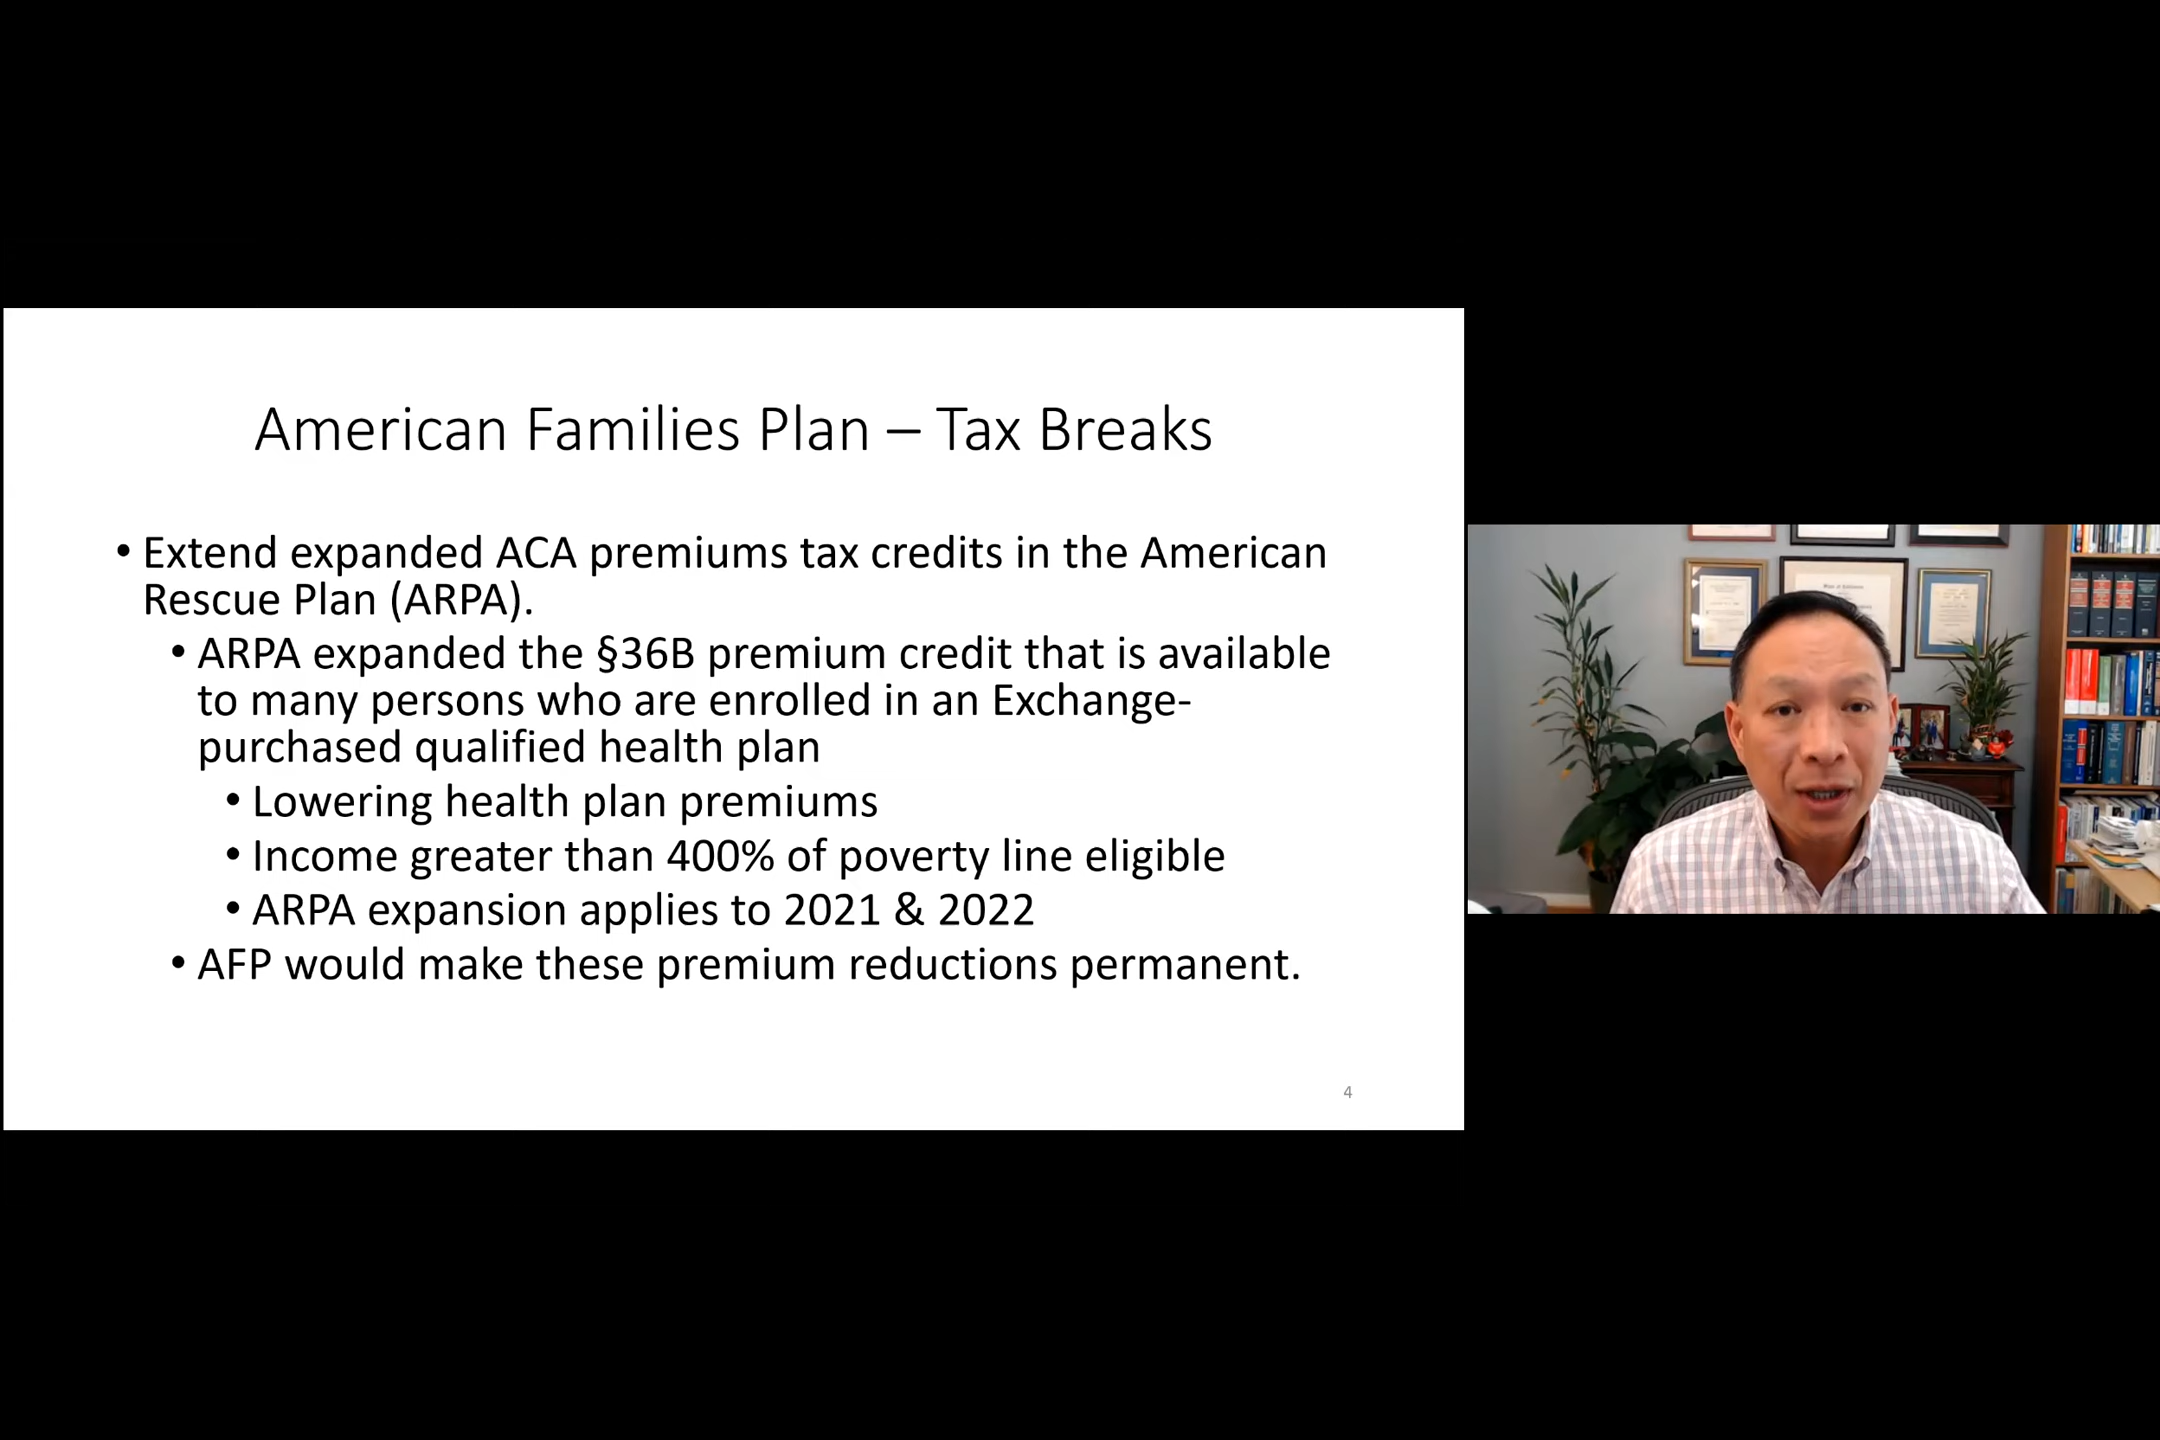 American Families Plan – Tax Breaks
• Extend expanded ACA premiums tax credits in the American
Rescue Plan (ARPA).
• ARPA expanded the §36B premium credit that is available
to many persons who are enrolled in an Exchange-
purchased qualified health plan
• Lowering health plan premiums
• Income greater than 400% of poverty line eligible
• ARPA expansion applies to 2021 & 2022
• AFP would make these premium reductions permanent.
4